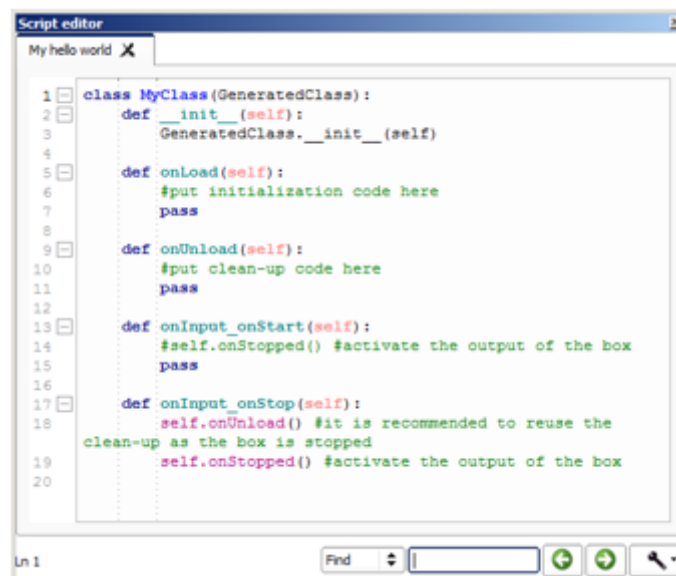 Script editor
My hello world X
1 class MyClass(GeneratedClass):
2 def __init__(self):
3 GeneratedClass.__init__(self)
4
5 def onLoad(self):
6 #put initialization code here
7 pass
8
9 def onUnload(self):
10 #put clean-up code here
11 pass
12
13 def onInput_onStart(self):
14 #self.onStopped() #activate the output of the box
15 pass
16
17 def onInput_onStop(self):
18 self.onUnload() #it is recommended to reuse the
clean-up as the box is stopped
19 self.onStopped() #activate the output of the box
20
Ln 1 Find